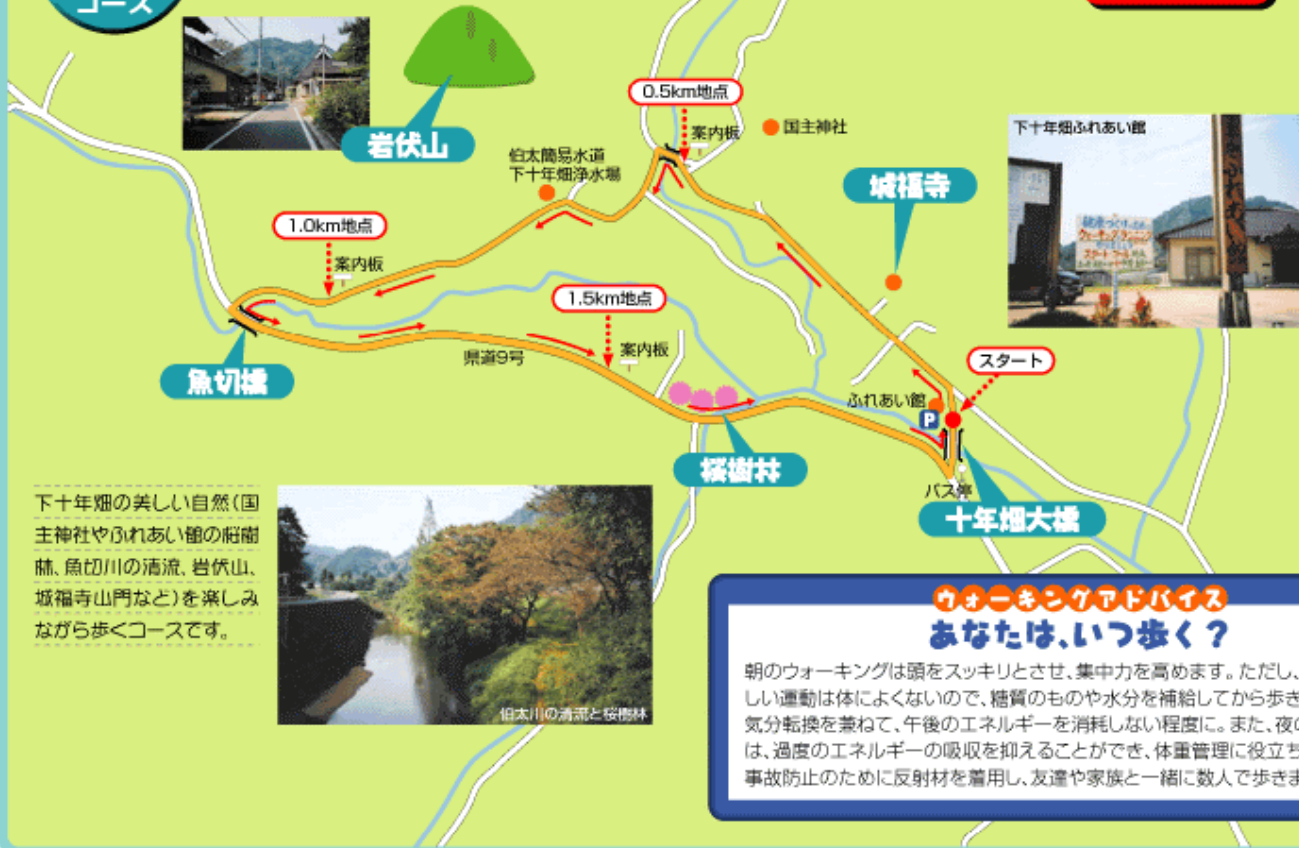 コース
0.5km地点
案内板
国主神社
岩伏山
伯太簡易水道
下十年畑浄水場
下十年畑ふれあい館
城福寺
1.0km地点
案内板
1.5km地点
案内板
県道9号
魚切橋
スタート
ふれあい館
P
桜樹林
バス停
十年畑大橋
下十年畑の美しい自然(国
主神社やふれあい館の桜樹
林、魚切川の清流、岩伏山、
城福寺山門など)を楽しみ
ながら歩くコースです。
伯太川の清流と桜樹林
ウォーキングアドバイス
あなたは、いつ歩く?
朝のウォーキングは頭をスッキリとさせ、集中力を高めます。ただし、
しい運動は体によくないので、糖質のものや水分を補給してから歩き
気分転換を兼ねて、午後のエネルギーを消耗しない程度に。また、夜の
は、過度のエネルギーの吸収を抑えることができ、体重管理に役立ち
事故防止のために反射材を着用し、友達や家族と一緒に数人で歩きま